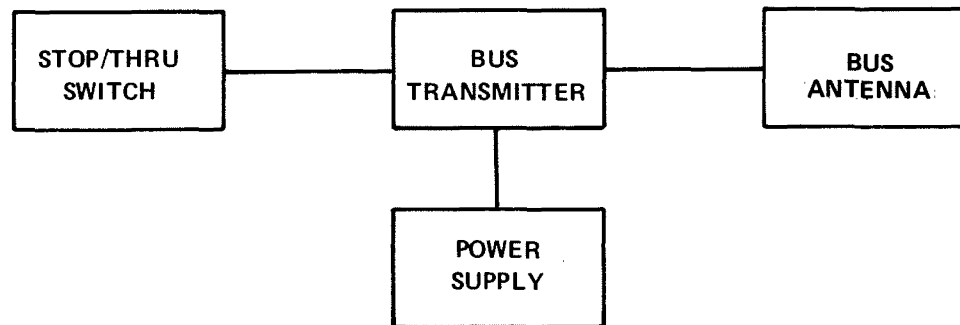 STOP/THRU
SWITCH
BUS
TRANSMITTER
BUS
ANTENNA
POWER
SUPPLY